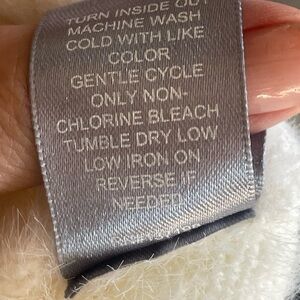 TURN INSIDE OUT
MACHINE WASH
COLD WITH LIKE
COLOR
GENTLE CYCLE
ONLY NON-
CHLORINE BLEACH
TUMBLE DRY LOW
LOW IRON ON
REVERSE IF
NEEDED